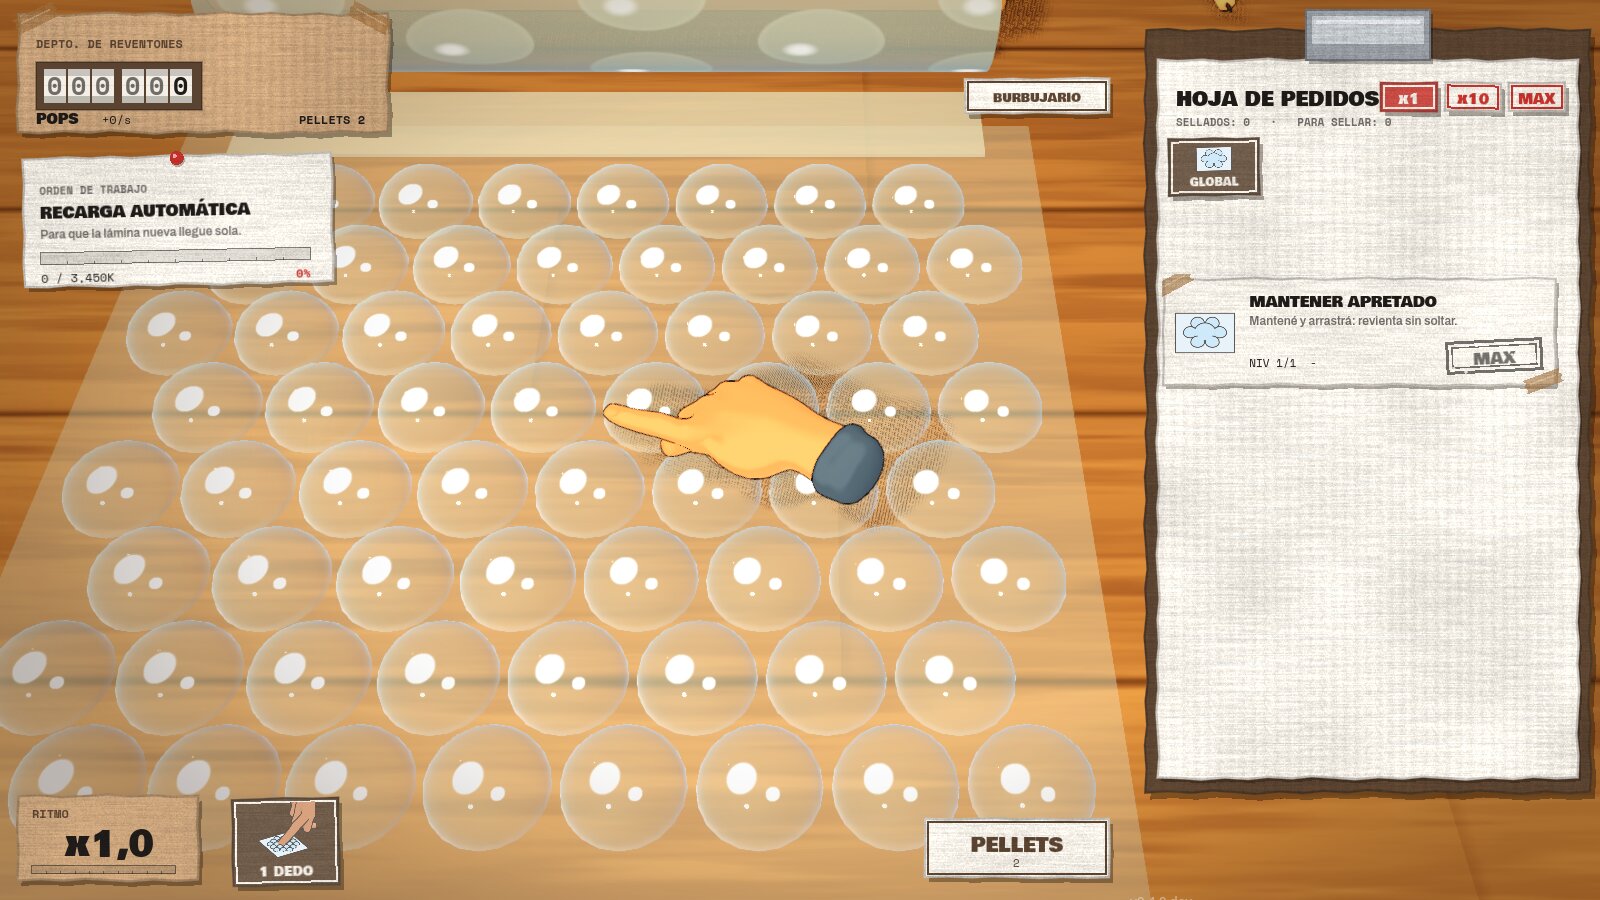 DEPTO. DE REVENTONES
000000
POPS +0/s PELLETS 2
ORDEN DE TRABAJO
RECARGA AUTOMÁTICA
Para que la lámina nueva llegue sola.
0 / 3.450K 0%
BURBUJARIO
HOJA DE PEDIDOS x1 x10 MAX
SELLADOS: 0 · PARA SELLAR: 0
GLOBAL
MANTENER APRETADO
Mantené y arrastrá: revienta sin soltar.
NIV 1/1 -
MAX
RITMO
x1,0
1 DEDO
PELLETS
2